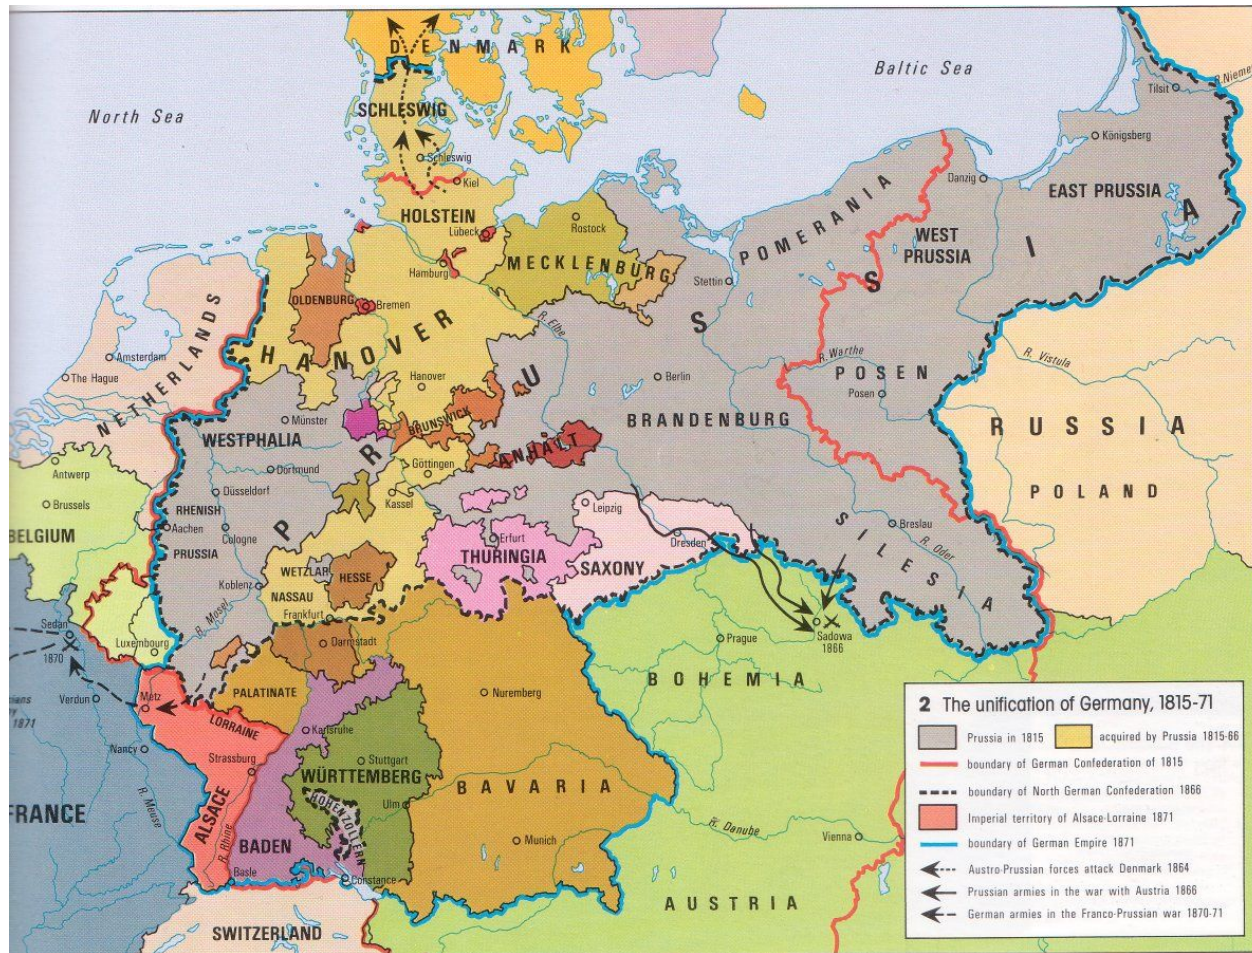 DENMARK
North Sea
Baltic Sea
R.Nieme
Tilsit
SCHLESWIG
Schleswig
Kiel
HOLSTEIN
Lübeck
Hamburg
Rostock
MECKLENBURG
Stettin
POMERANIA
Danzig
Königsberg
EAST PRUSSIA
WEST
PRUSSIA
PRUSSIA
OLDENBURG
Bremen
HANOVER
Hanover
R. Elbe
Berlin
BRANDENBURG
R.Warthe
POSEN
Posen
R. Vistula
RUSSIA
POLAND
NETHERLANDS
Amsterdam
The Hague
Münster
WESTPHALIA
Dortmund
Düsseldorf
RHENISH
PRUSSIA
Aachen
Cologne
Koblenz
BRUNSWICK
Göttingen
Kassel
ANHALT
Antwerp
Brussels
BELGIUM
Luxembourg
R. Mosel
WETZLAR
HESSE
NASSAU
Frankfurt
Erfurt
THURINGIA
Leipzig
Dresden
SAXONY
Breslau
R. Oder
SILESIA
Sadowa
1866
Prague
BOHEMIA
Sedan
1870
Verdun
Metz
LORRAINE
Nancy
Strassburg
ALSACE
R. Rhine
R. Meuse
FRANCE
1871
PALATINATE
Darmstadt
Karlsruhe
Stuttgart
WÜRTTEMBERG
Ulm
HOHENZOLLERN
BADEN
Basle
Constance
SWITZERLAND
Nuremberg
BAVARIA
Munich
R. Danube
Vienna
AUSTRIA
2 The unification of Germany, 1815-71
Prussia in 1815
acquired by Prussia 1815-66
boundary of German Confederation of 1815
boundary of North German Confederation 1866
Imperial territory of Alsace-Lorraine 1871
boundary of German Empire 1871
Austro-Prussian forces attack Denmark 1864
Prussian armies in the war with Austria 1866
German armies in the Franco-Prussian war 1870-71